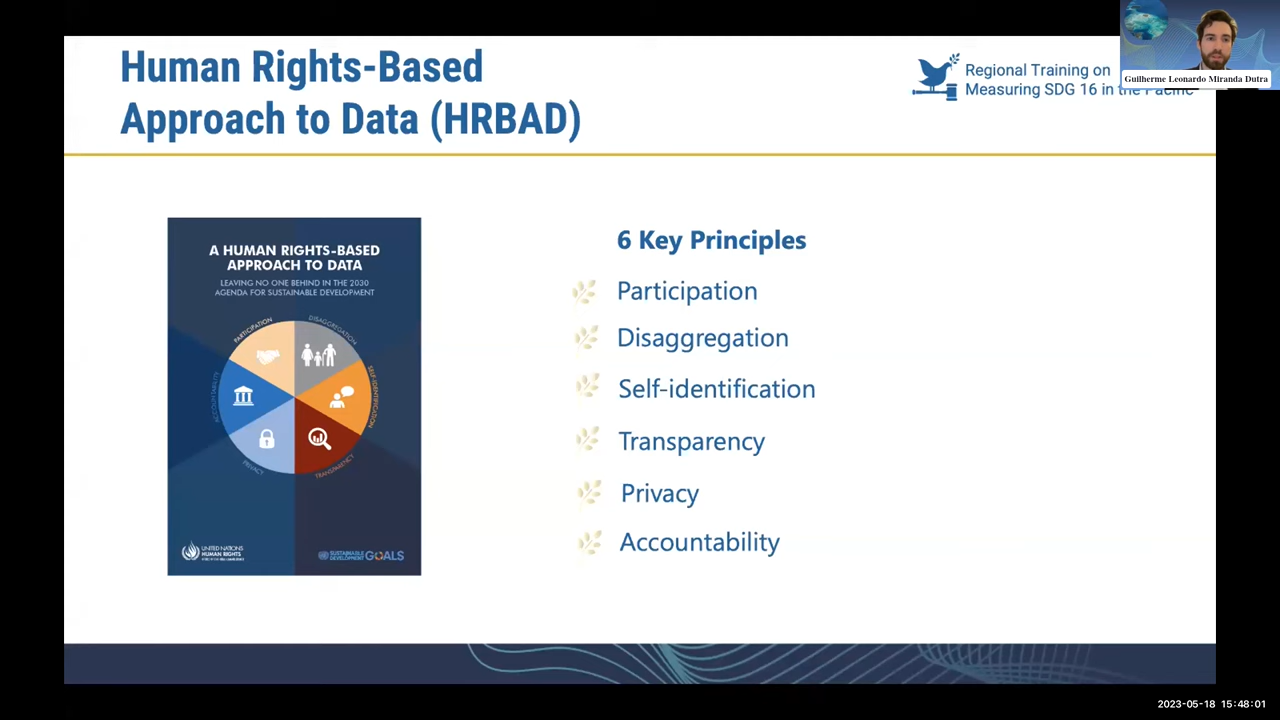 Human Rights-Based
Approach to Data (HRBAD)
Regional Training on
Measuring SDG 16 in the Pacific
Guilherme Leonardo Miranda Dutra
A HUMAN RIGHTS-BASED
APPROACH TO DATA
LEAVING NO ONE BEHIND IN THE 2030
AGENDA FOR SUSTAINABLE DEVELOPMENT
PARTICIPATION
DISAGGREGATION
SELF-IDENTIFICATION
TRANSPARENCY
PRIVACY
ACCOUNTABILITY
UNITED NATIONS
HUMAN RIGHTS
SUSTAINABLE
DEVELOPMENT
GOALS
6 Key Principles
Participation
Disaggregation
Self-identification
Transparency
Privacy
Accountability
2023-05-18 15:48:01